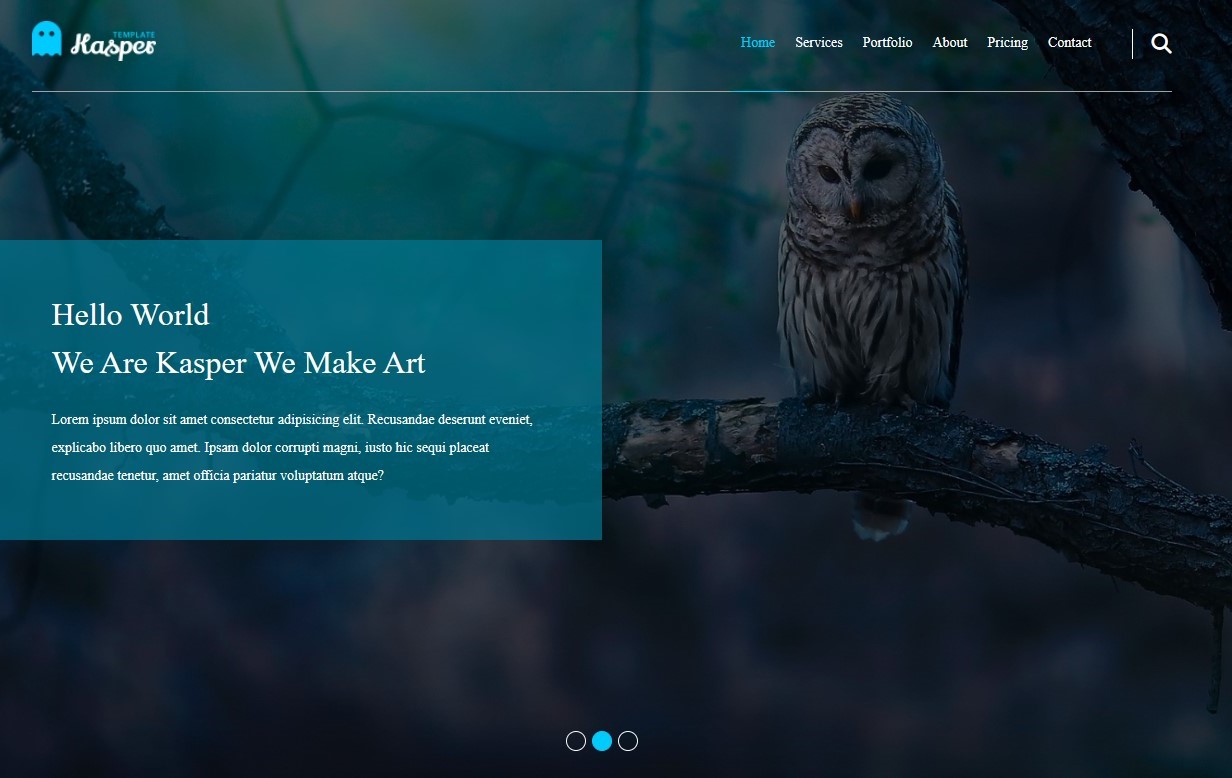 TEMPLATE
Kasper
Home Services Portfolio About Pricing Contact
Hello World
We Are Kasper We Make Art
Lorem ipsum dolor sit amet consectetur adipisicing elit. Recusandae deserunt eveniet,
explicabo libero quo amet. Ipsam dolor corrupti magni, iusto hic sequi placeat
recusandae tenetur, amet officia pariatur voluptatum atque?